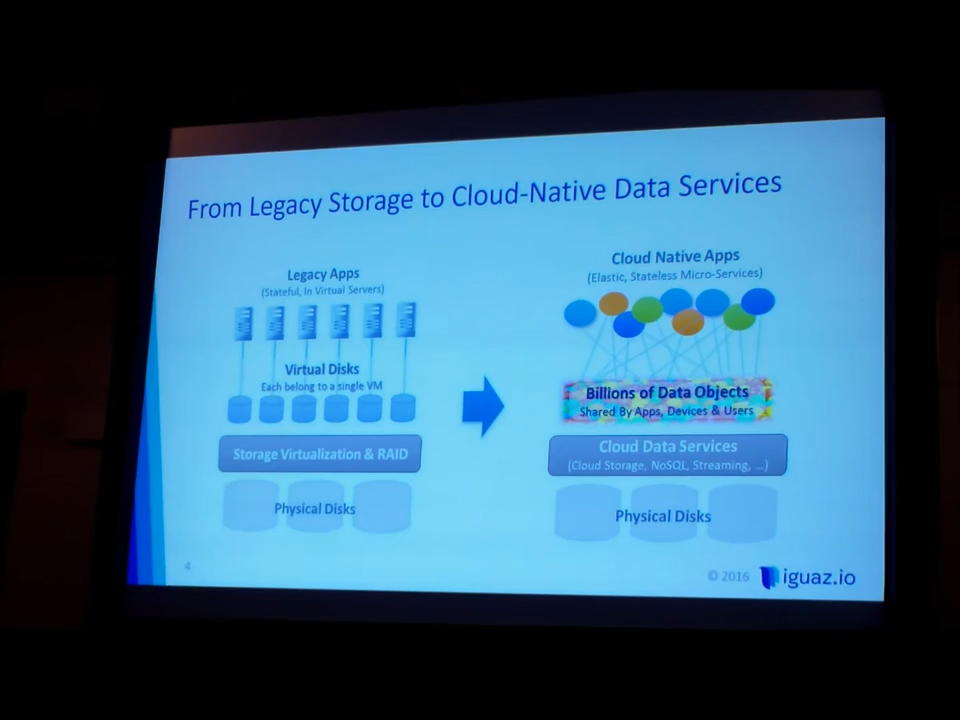 From Legacy Storage to Cloud-Native Data Services
Legacy Apps
(Stateful, In Virtual Servers)
Virtual Disks
Each belong to a single VM
Storage Virtualization & RAID
Physical Disks
Cloud Native Apps
(Elastic, Stateless Micro-Services)
Billions of Data Objects
Shared By Apps, Devices & Users
Cloud Data Services
(Cloud Storage, NoSQL, Streaming, ...)
Physical Disks
4
© 2016 iguaz.io